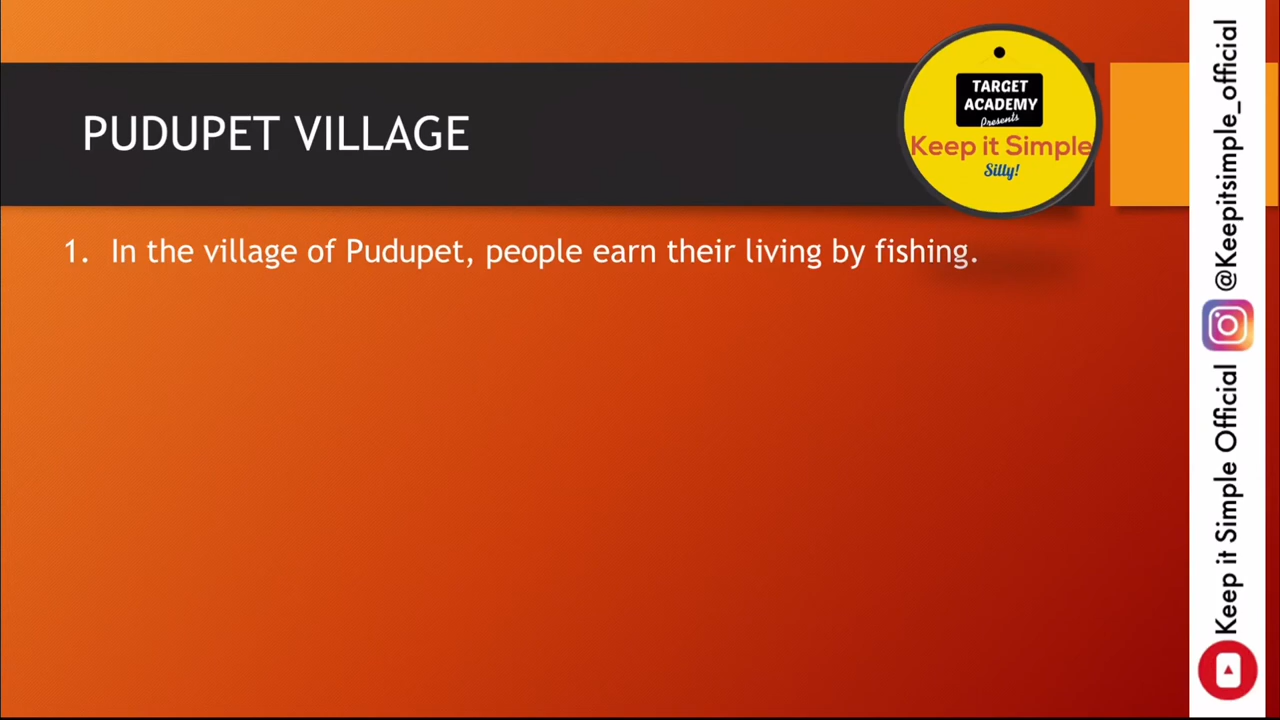 PUDUPET VILLAGE
TARGET
ACADEMY
Presents
Keep it Simple
Silly!
1. In the village of Pudupet, people earn their living by fishing.
@Keepitsimple_official
Keep it Simple Official